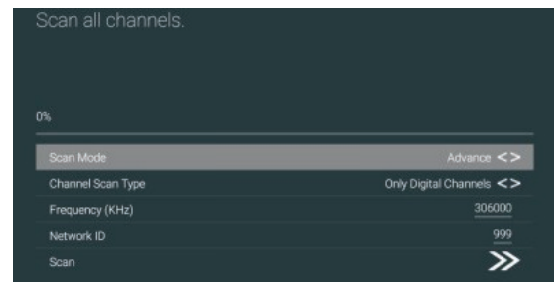 Scan all channels.
0%
Scan Mode Advance <>
Channel Scan Type Only Digital Channels <>
Frequency (KHz) 306000
Network ID 999
Scan